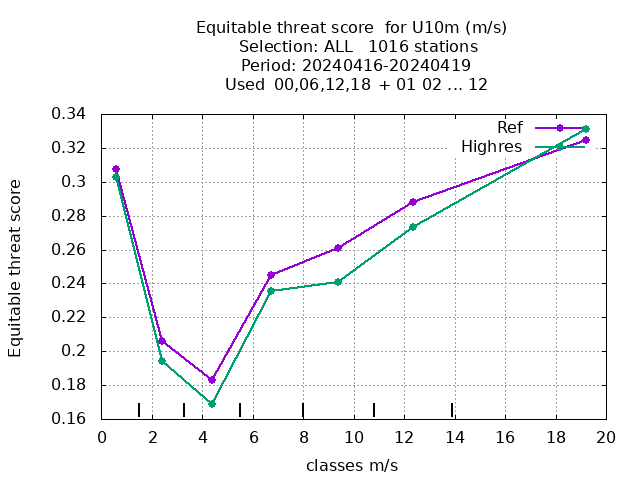 Equitable threat score  for U10m (m/s)
Selection: ALL   1016 stations
Period: 20240416-20240419
Used  00,06,12,18 + 01 02 ... 12
Equitable threat score
0.34
0.32
0.3
0.28
0.26
0.24
0.22
0.2
0.18
0.16
Ref
Highres
0 2 4 6 8 10 12 14 16 18 20
classes m/s